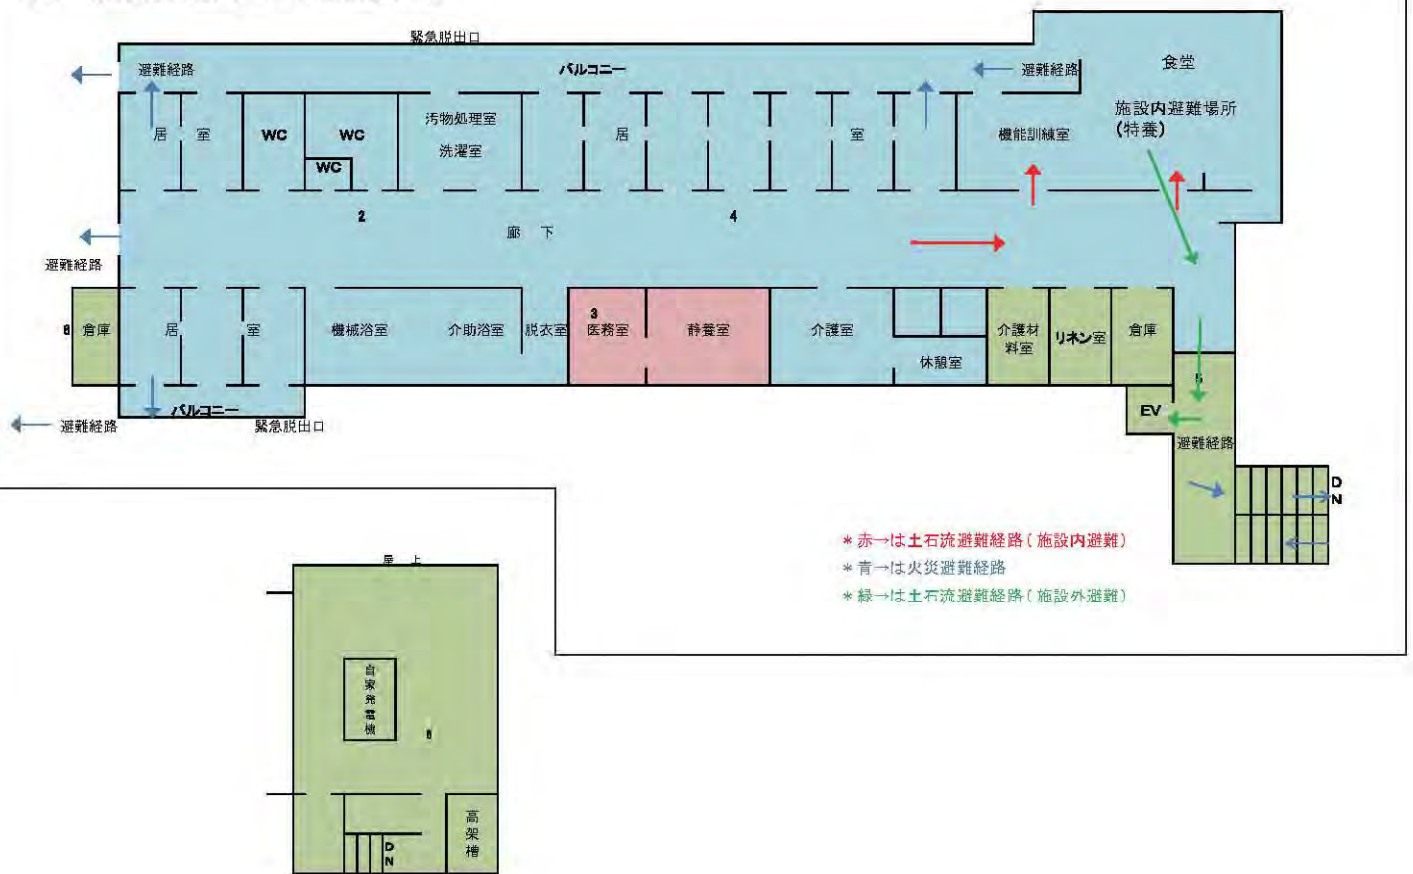 緊急脱出口
避難経路
バルコニー
避難経路
食堂
施設内避難場所
(特養)
居 室
WC
WC
WC
汚物処理室
洗濯室
居 室
機能訓練室
2
4
廊 下
避難経路
6
倉庫
居 室
機械浴室
介助浴室
脱衣室
3
医務室
静養室
介護室
休憩室
介護材
料室
リネン室
倉庫
5
EV
避難経路
バルコニー
避難経路
緊急脱出口
D
N
*赤→は土石流避難経路(施設内避難)
*青→は火災避難経路
*緑→は土石流避難経路(施設外避難)
屋 上
自家発電機
高架槽
D
N